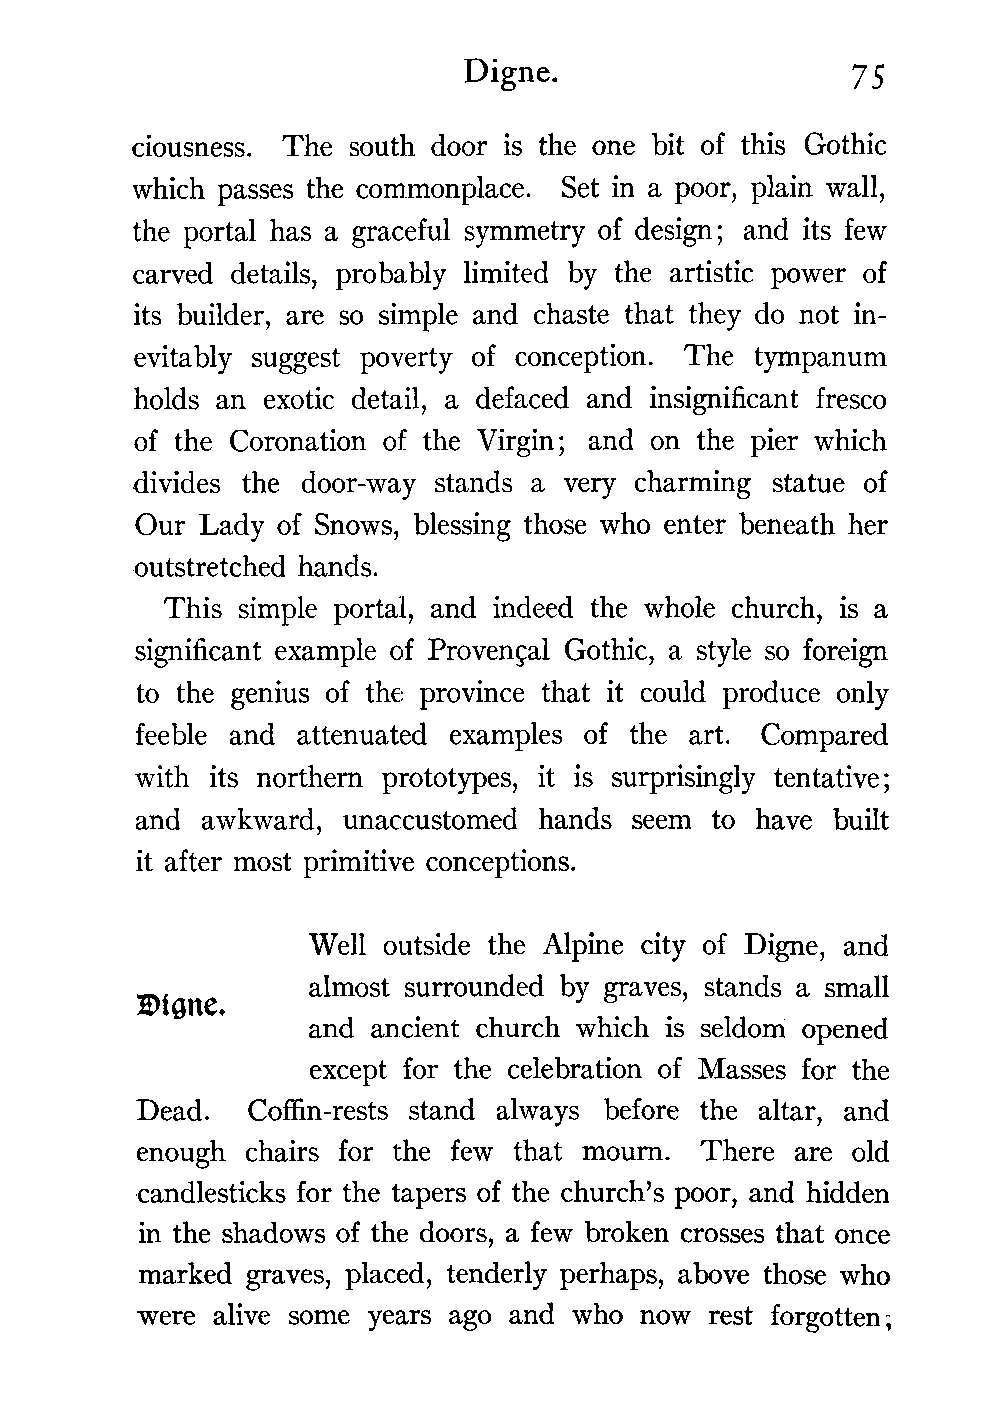 Digne. 75
ciousness. The south door is the one bit of this Gothic
which passes the commonplace. Set in a poor, plain wall,
the portal has a graceful symmetry of design; and its few
carved details, probably limited by the artistic power of
its builder, are so simple and chaste that they do not in-
evitably suggest poverty of conception. The tympanum
holds an exotic detail, a defaced and insignificant fresco
of the Coronation of the Virgin; and on the pier which
divides the door-way stands a very charming statue of
Our Lady of Snows, blessing those who enter beneath her
outstretched hands.
This simple portal, and indeed the whole church, is a
significant example of Provençal Gothic, a style so foreign
to the genius of the province that it could produce only
feeble and attenuated examples of the art. Compared
with its northern prototypes, it is surprisingly tentative;
and awkward, unaccustomed hands seem to have built
it after most primitive conceptions.
Digne.
Well outside the Alpine city of Digne, and
almost surrounded by graves, stands a small
and ancient church which is seldom opened
except for the celebration of Masses for the
Dead. Coffin-rests stand always before the altar, and
enough chairs for the few that mourn. There are old
candlesticks for the tapers of the church's poor, and hidden
in the shadows of the doors, a few broken crosses that once
marked graves, placed, tenderly perhaps, above those who
were alive some years ago and who now rest forgotten;